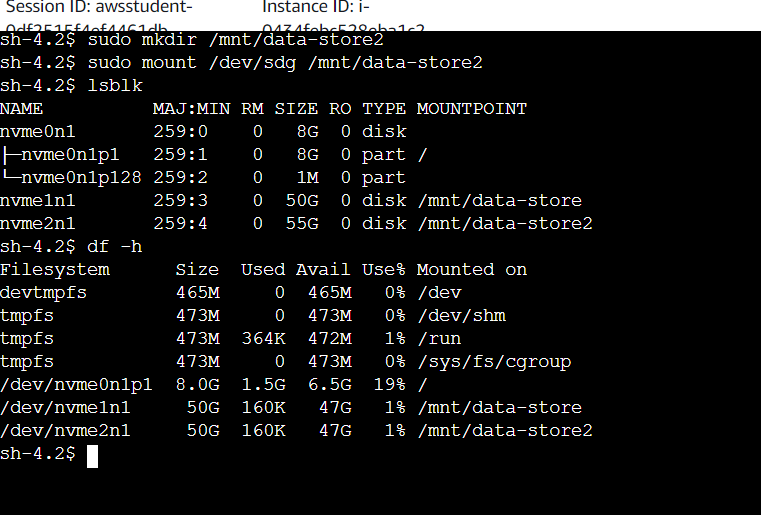 Session ID: awsstudent- Instance ID: i-
0df2515f4ef4461db 0434febc528eba1c2
sh-4.2$ sudo mkdir /mnt/data-store2
sh-4.2$ sudo mount /dev/sdg /mnt/data-store2
sh-4.2$ lsblk
NAME          MAJ:MIN RM SIZE RO TYPE MOUNTPOINT
nvme0n1       259:0    0   8G  0 disk
├─nvme0n1p1   259:1    0   8G  0 part /
└─nvme0n1p128 259:2    0   1M  0 part
nvme1n1       259:3    0  50G  0 disk /mnt/data-store
nvme2n1       259:4    0  55G  0 disk /mnt/data-store2
sh-4.2$ df -h
Filesystem      Size  Used Avail Use% Mounted on
devtmpfs        465M     0  465M   0% /dev
tmpfs           473M     0  473M   0% /dev/shm
tmpfs           473M  364K  472M   1% /run
tmpfs           473M     0  473M   0% /sys/fs/cgroup
/dev/nvme0n1p1  8.0G  1.5G  6.5G  19% /
/dev/nvme1n1     50G  160K   47G   1% /mnt/data-store
/dev/nvme2n1     50G  160K   47G   1% /mnt/data-store2
sh-4.2$